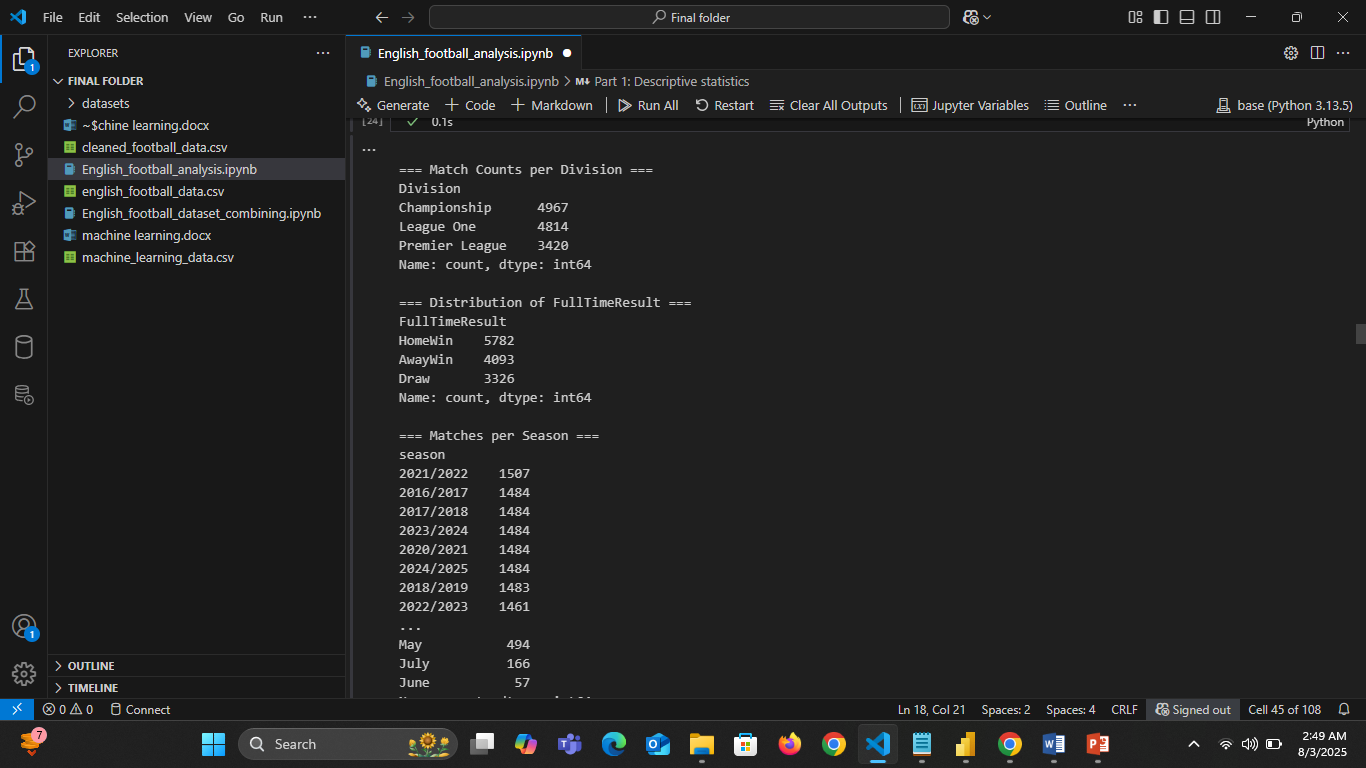 File Edit Selection View Go Run ··· Final folder
EXPLORER ···
FINAL FOLDER
datasets
~$chine learning.docx
cleaned_football_data.csv
English_football_analysis.ipynb
english_football_data.csv
English_football_dataset_combining.ipynb
machine learning.docx
machine_learning_data.csv
OUTLINE
TIMELINE
1
1
English_football_analysis.ipynb
English_football_analysis.ipynb > M↓ Part 1: Descriptive statistics
Generate + Code + Markdown Run All Restart Clear All Outputs Jupyter Variables Outline ··· base (Python 3.13.5)
[24] ✓ 0.1s Python
...
=== Match Counts per Division ===
Division
Championship 4967
League One 4814
Premier League 3420
Name: count, dtype: int64
=== Distribution of FullTimeResult ===
FullTimeResult
HomeWin 5782
AwayWin 4093
Draw 3326
Name: count, dtype: int64
=== Matches per Season ===
season
2021/2022 1507
2016/2017 1484
2017/2018 1484
2023/2024 1484
2020/2021 1484
2024/2025 1484
2018/2019 1483
2022/2023 1461
...
May 494
July 166
June 57
0 0 Connect Ln 18, Col 21 Spaces: 2 Spaces: 4 CRLF Signed out Cell 45 of 108
7 Search 2:49 AM
8/3/2025